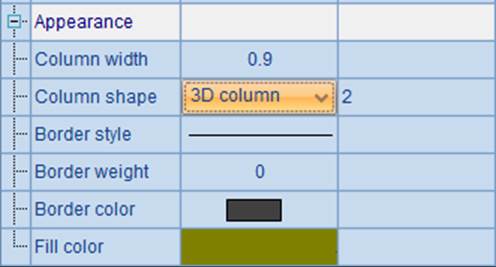 Appearance
Column width 0.9
Column shape 3D column 2
Border style
Border weight 0
Border color
Fill color